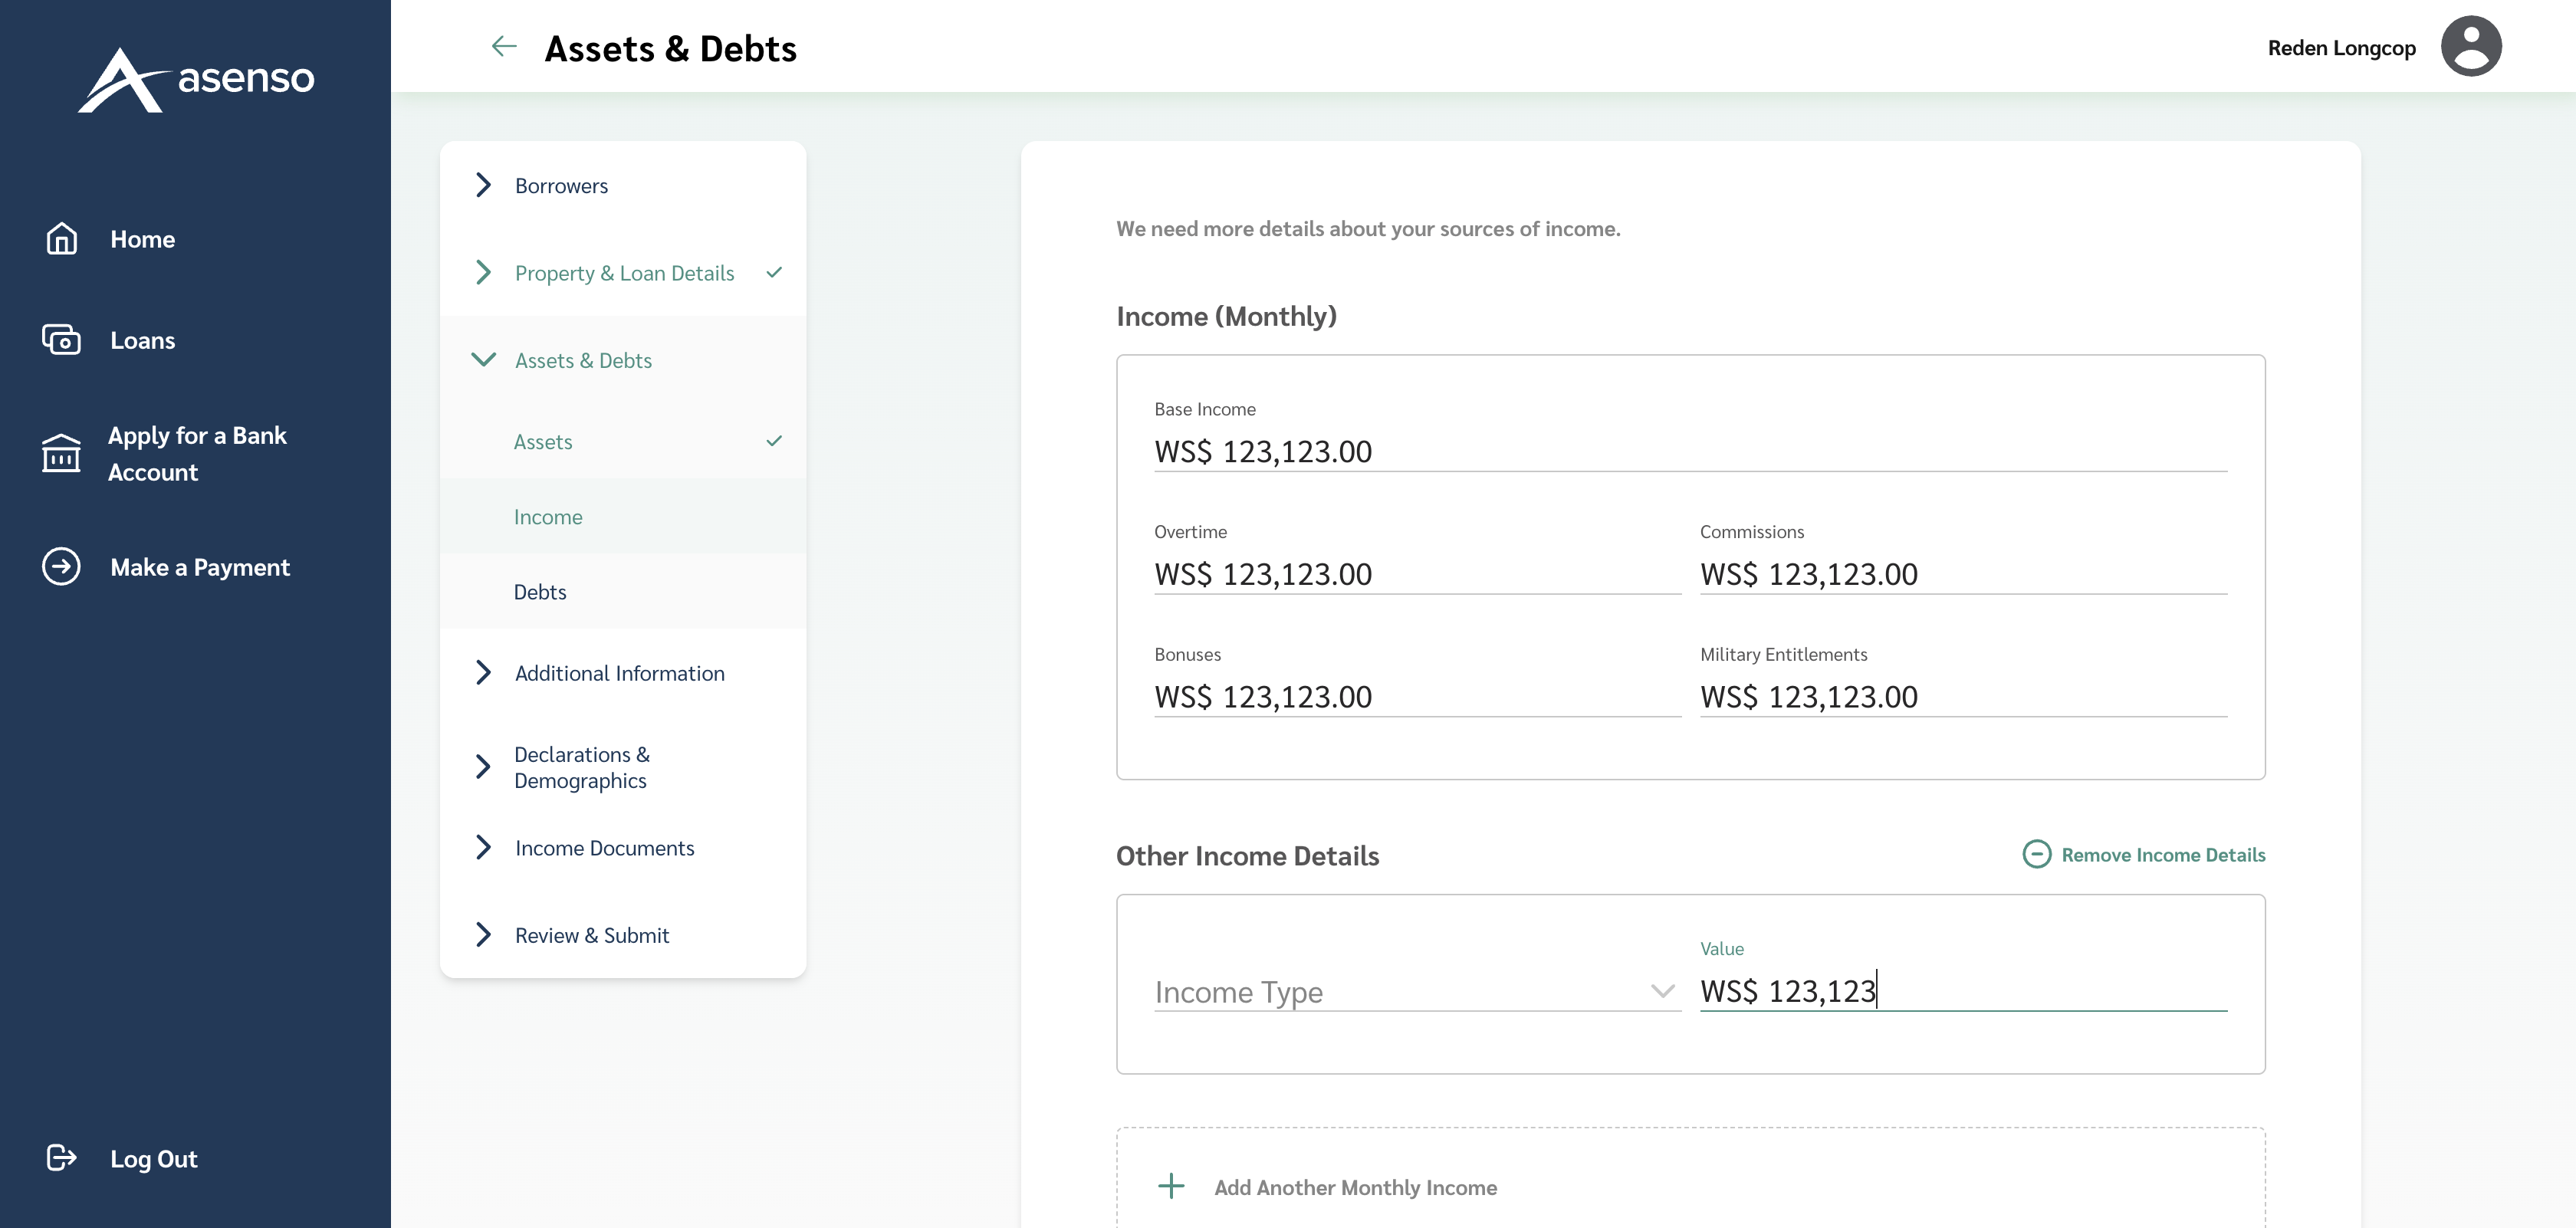 asenso
Home
Loans
Apply for a Bank
Account
Make a Payment
Log Out
Assets & Debts
Reden Longcop
Borrowers
Property & Loan Details
Assets & Debts
Assets
Income
Debts
Additional Information
Declarations &
Demographics
Income Documents
Review & Submit
We need more details about your sources of income.
Income (Monthly)
Base Income
WS$ 123,123.00
Overtime
WS$ 123,123.00
Commissions
WS$ 123,123.00
Bonuses
WS$ 123,123.00
Military Entitlements
WS$ 123,123.00
Other Income Details
Remove Income Details
Income Type
Value
WS$ 123,123
Add Another Monthly Income